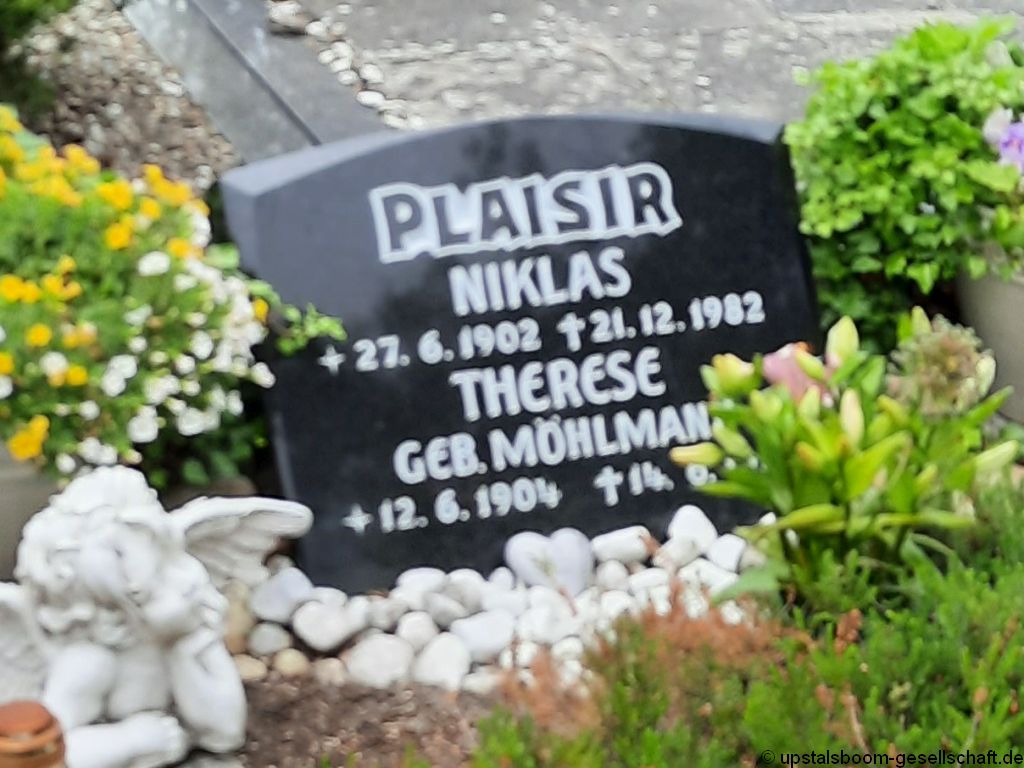 PLAISIR
NIKLAS
27. 6. 1902 † 21. 12. 1982
THERESE
GEB. MÖHLMAN
12. 6. 1904 † 14.
© upstalsboom-gesellschaft.de